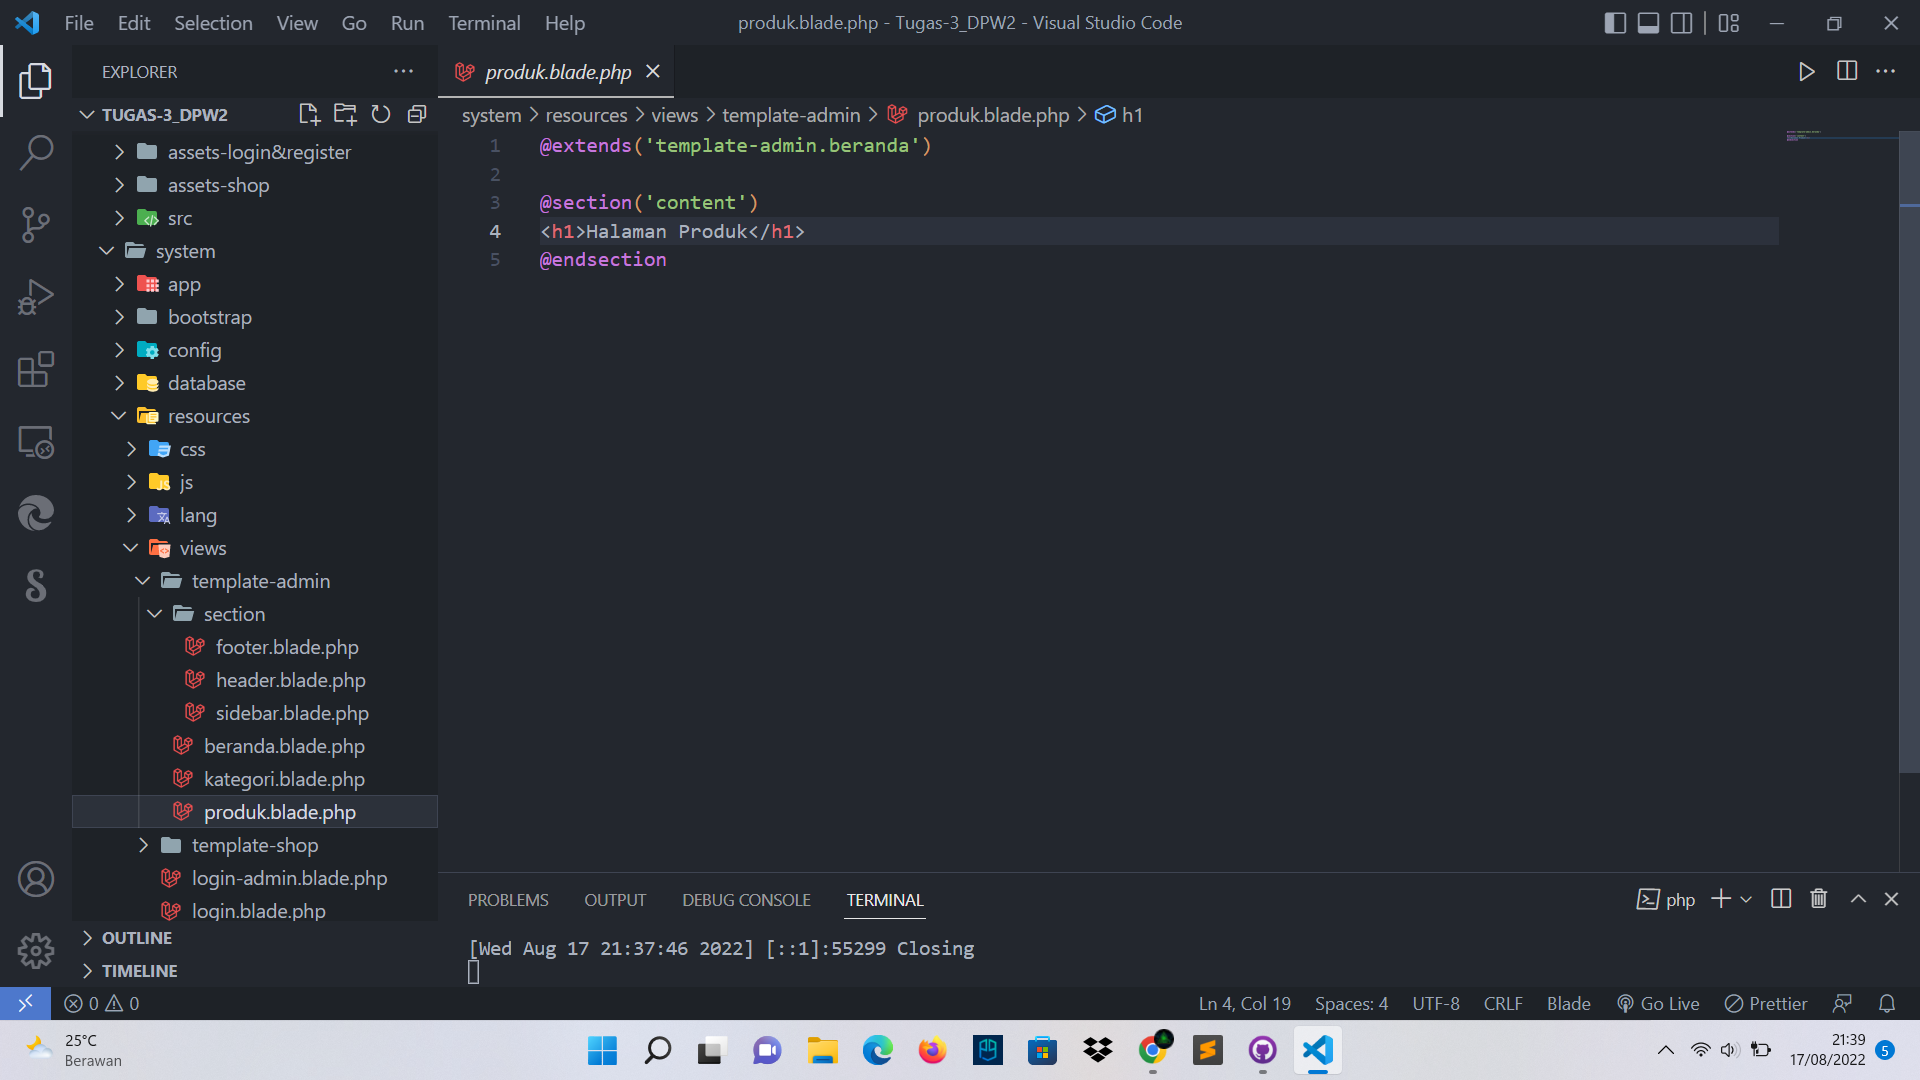 File Edit Selection View Go Run Terminal Help
produk.blade.php - Tugas-3_DPW2 - Visual Studio Code
EXPLORER
TUGAS-3_DPW2
assets-login&register
assets-shop
src
system
app
bootstrap
config
database
resources
css
js
lang
views
template-admin
section
footer.blade.php
header.blade.php
sidebar.blade.php
beranda.blade.php
kategori.blade.php
produk.blade.php
template-shop
login-admin.blade.php
login.blade.php
OUTLINE
TIMELINE
produk.blade.php
system > resources > views > template-admin > produk.blade.php > h1
1 @extends('template-admin.beranda')
2
3 @section('content')
4 <h1>Halaman Produk</h1>
5 @endsection
PROBLEMS OUTPUT DEBUG CONSOLE TERMINAL
php
[Wed Aug 17 21:37:46 2022] [::1]:55299 Closing
0 0
Ln 4, Col 19 Spaces: 4 UTF-8 CRLF Blade Go Live Prettier
25°C
Berawan
21:39
17/08/2022
5